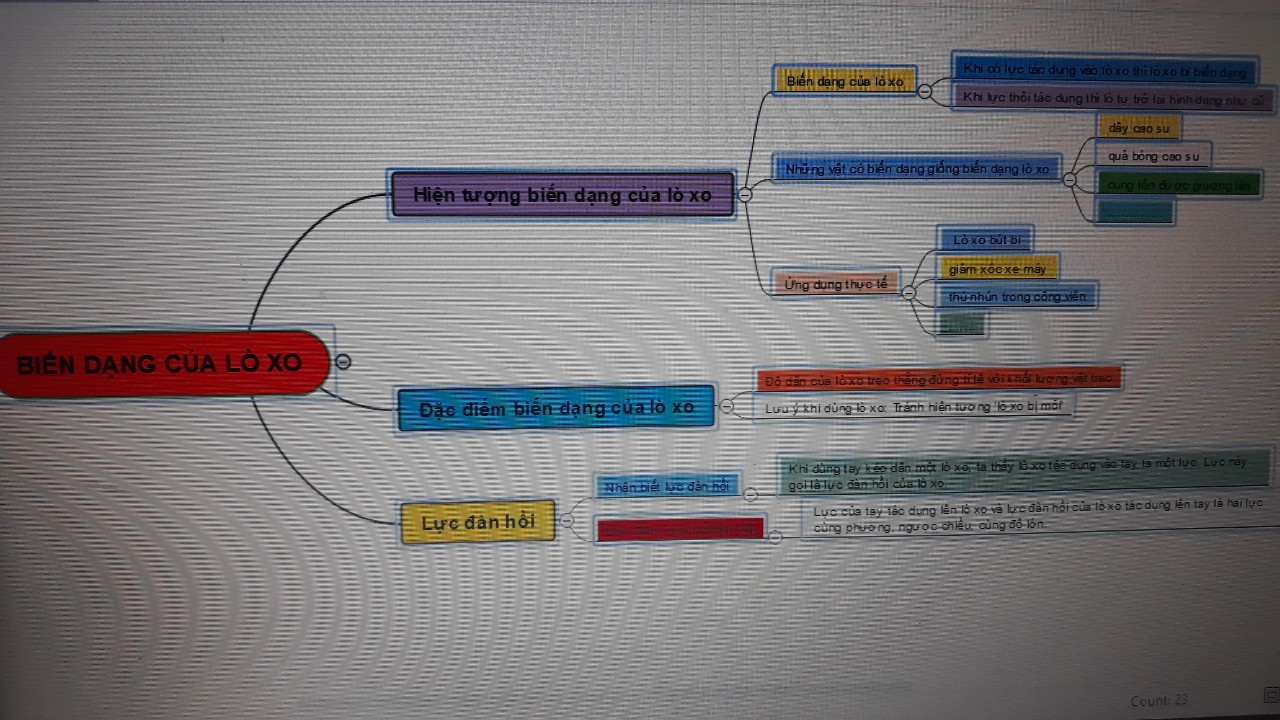 Biến dạng của lò xo
Khi có lực tác dụng vào lò xo thì lò xo bị biến dạng
Khi lực thôi tác dung thì lò tự trở lại hình dạng như cũ
Hiện tượng biến dạng của lò xo
Những vật có biến dạng giống biến dạng lò xo
dây cao su
quả bóng cao su
cung tên được giương lên
Ứng dụng thực tế
Lò xo bút bi
giảm xóc xe máy
thú nhún trong công viên
BIẾN DẠNG CỦA LÒ XO
Đặc điểm biến dạng của lò xo
Độ dãn của lò xo treo thẳng đứng tỉ lệ với khối lượng vật treo
Lưu ý khi dùng lò xo: Tránh hiện tượng 'lò xo bị mỏi'
Lực đàn hồi
Nhận biết lực đàn hồi
Khi dùng tay kéo dãn một lò xo, ta thấy lò xo tác dụng vào tay ta một lực. Lực này
gọi là lực đàn hồi của lò xo.
Lực của tay tác dụng lên lò xo và lực đàn hồi của lò xo tác dụng lên tay là hai lực
cùng phương, ngược chiều, cùng độ lớn.
Count: 23